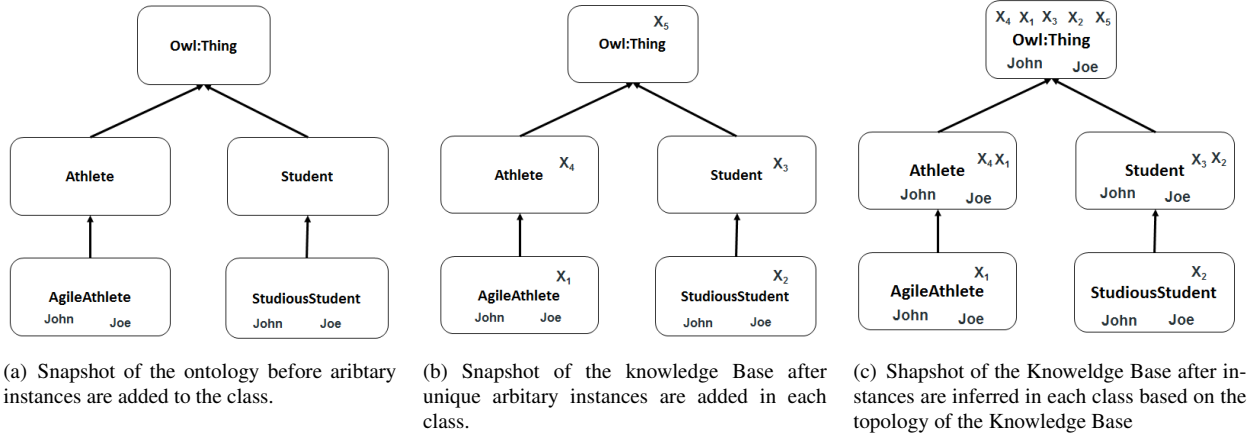 Owl:Thing
Athlete
Student
AgileAthlete
John Joe
StudiousStudent
John Joe
(a) Snapshot of the ontology before aribtary
instances are added to the class.
X5
Owl:Thing
Athlete X4
Student X3
X1
AgileAthlete
John Joe
X2
StudiousStudent
John Joe
(b) Snapshot of the knowledge Base after
unique arbitary instances are added in each
class.
X4 X1 X3 X2 X5
Owl:Thing
John Joe
X4 X1
Athlete
John Joe
X3 X2
Student
John Joe
X1
AgileAthlete
John Joe
X2
StudiousStudent
John Joe
(c) Shapshot of the Knoweldge Base after in-
stances are inferred in each class based on the
topology of the Knowledge Base